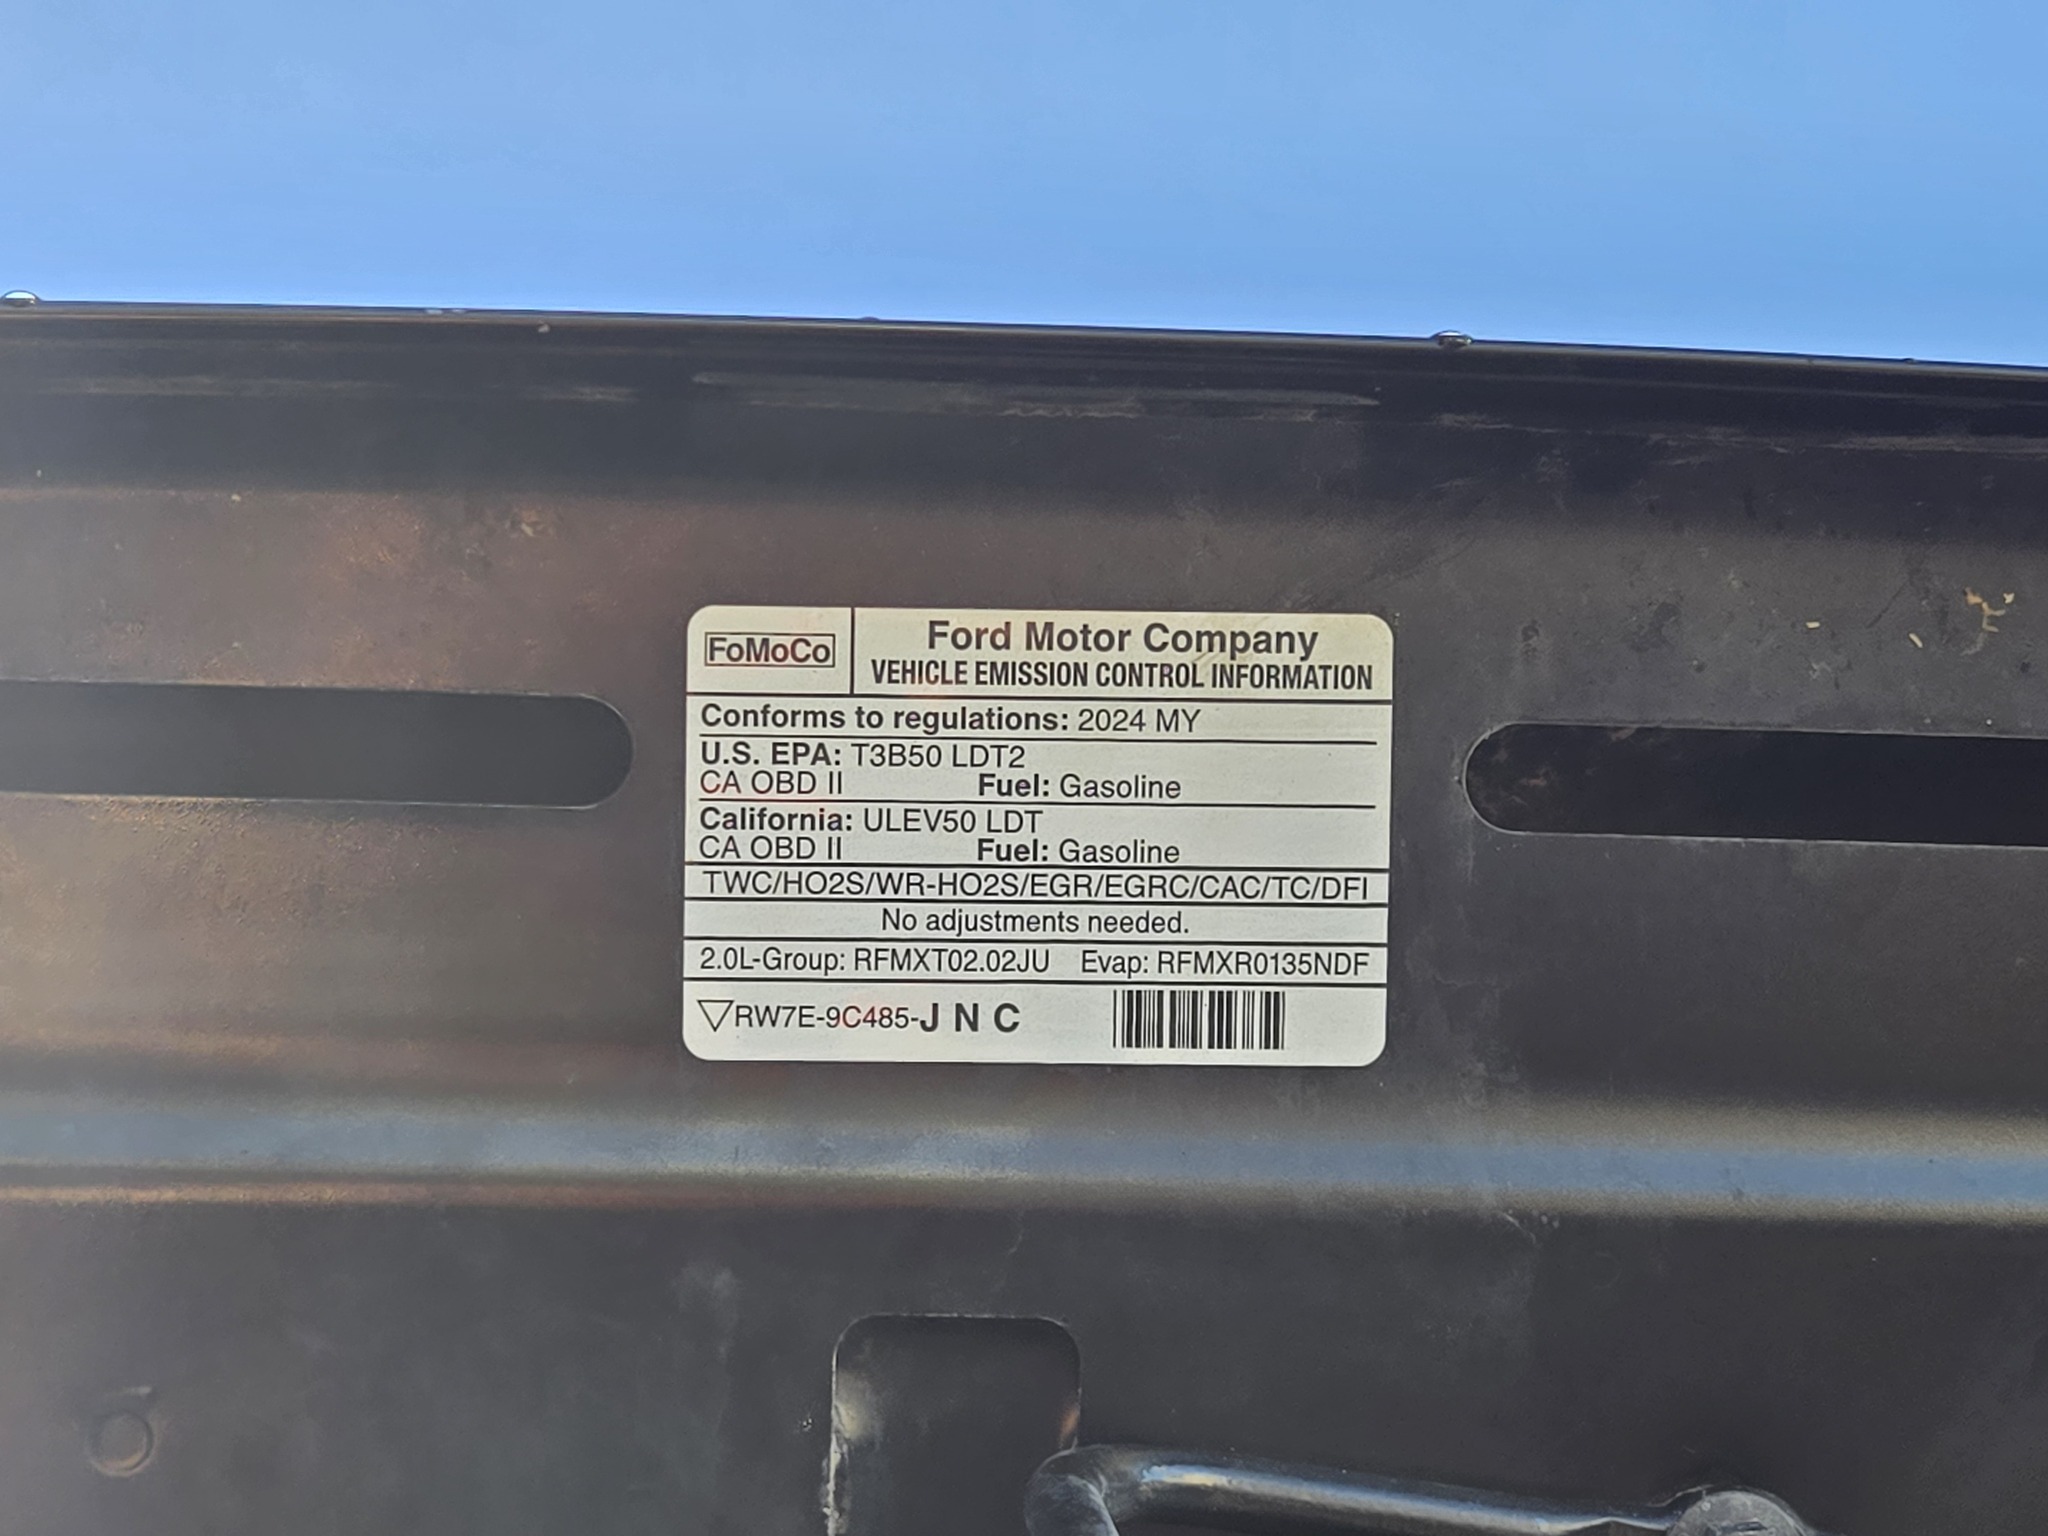 FoMoCo
Ford Motor Company
VEHICLE EMISSION CONTROL INFORMATION
Conforms to regulations: 2024 MY
U.S. EPA: T3B50 LDT2
CA OBD II Fuel: Gasoline
California: ULEV50 LDT
CA OBD II Fuel: Gasoline
TWC/HO2S/WR-HO2S/EGR/EGRC/CAC/TC/DFI
No adjustments needed.
2.0L-Group: RFMXT02.02JU Evap: RFMXR0135NDF
RW7E-9C485-J N C